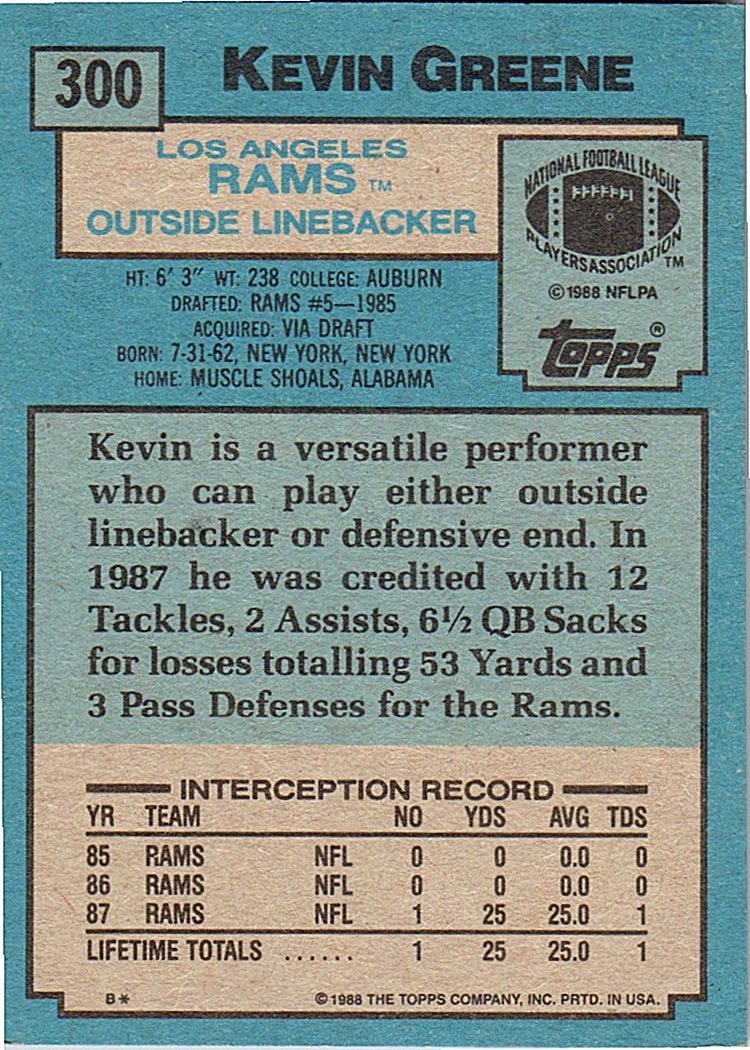 300
KEVIN GREENE
LOS ANGELES
RAMS TM
OUTSIDE LINEBACKER
NATIONAL FOOTBALL LEAGUE
PLAYERS ASSOCIATION TM
© 1988 NFLPA
topps ®
HT: 6' 3" WT: 238 COLLEGE: AUBURN
DRAFTED: RAMS #5—1985
ACQUIRED: VIA DRAFT
BORN: 7-31-62, NEW YORK, NEW YORK
HOME: MUSCLE SHOALS, ALABAMA
Kevin is a versatile performer
who can play either outside
linebacker or defensive end. In
1987 he was credited with 12
Tackles, 2 Assists, 6½ QB Sacks
for losses totalling 53 Yards and
3 Pass Defenses for the Rams.
INTERCEPTION RECORD
YR TEAM NO YDS AVG TDS
85 RAMS NFL 0 0 0.0 0
86 RAMS NFL 0 0 0.0 0
87 RAMS NFL 1 25 25.0 1
LIFETIME TOTALS ...... 1 25 25.0 1
B* © 1988 THE TOPPS COMPANY, INC. PRTD. IN USA.